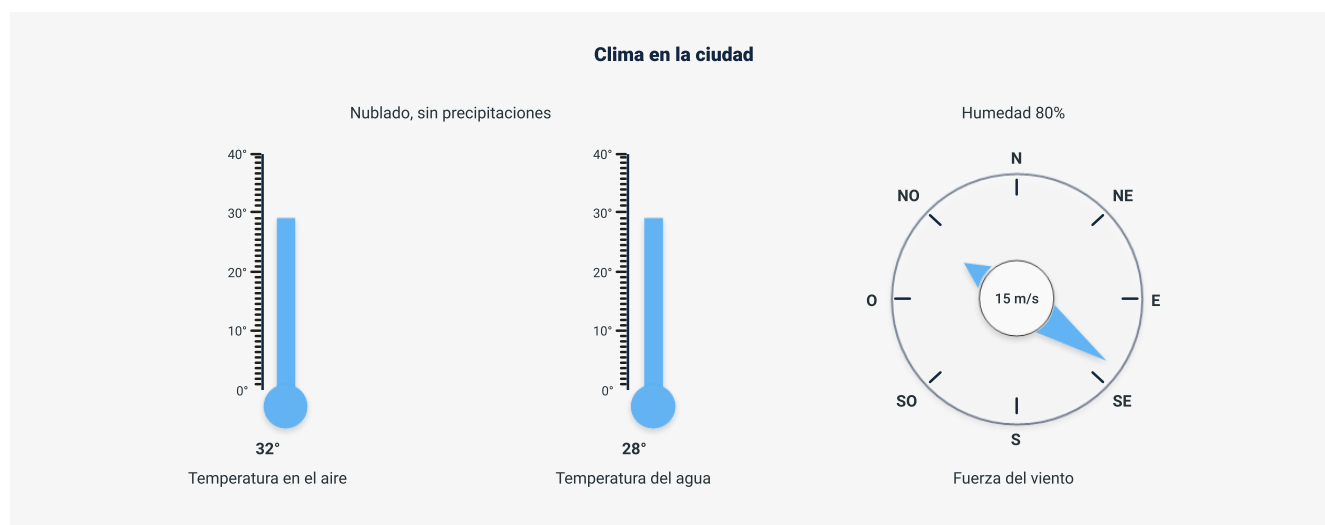 Clima en la ciudad
Nublado, sin precipitaciones
40°
30°
20°
10°
0°
32°
Temperatura en el aire
40°
30°
20°
10°
0°
28°
Temperatura del agua
Humedad 80%
N
NO
NE
O
15 m/s
E
SO
SE
S
Fuerza del viento